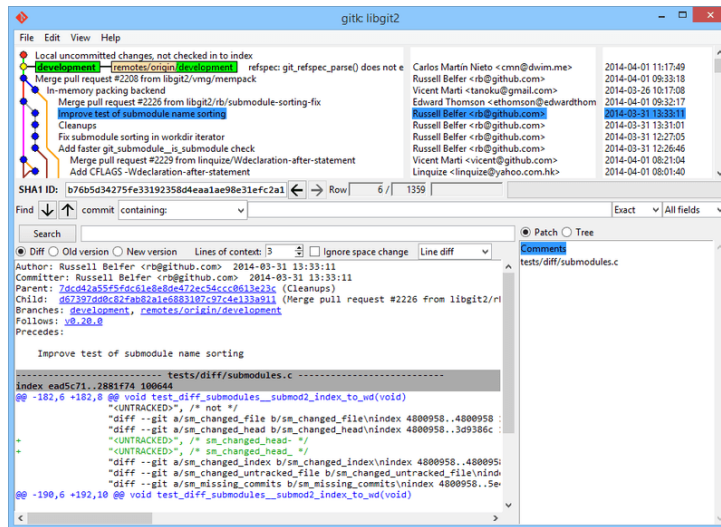 gitk: libgit2
File Edit View Help
Local uncommitted changes, not checked in to index
development remotes/origin/development refspec: git_refspec_parse() does not e Carlos Martín Nieto <cmn@dwim.me> 2014-04-01 11:17:49
Merge pull request #2208 from libgit2/vmg/mempack Russell Belfer <rb@github.com> 2014-04-01 09:33:18
In-memory packing backend Vicent Marti <tanoku@gmail.com> 2014-03-26 10:17:08
Merge pull request #2226 from libgit2/rb/submodule-sorting-fix Edward Thomson <ethomson@edwardthom 2014-04-01 09:32:17
Improve test of submodule name sorting Russell Belfer <rb@github.com> 2014-03-31 13:33:11
Cleanups Russell Belfer <rb@github.com> 2014-03-31 13:31:01
Fix submodule sorting in workdir iterator Russell Belfer <rb@github.com> 2014-03-31 12:27:05
Add faster git_submodule__is_submodule check Russell Belfer <rb@github.com> 2014-03-31 12:26:46
Merge pull request #2229 from linquize/Wdeclaration-after-statement Vicent Marti <vicent@github.com> 2014-04-01 08:21:04
Add CFLAGS -Wdeclaration-after-statement Linquize <linquize@yahoo.com.hk> 2014-04-01 08:01:40
SHA1 ID: b76b5d34275fe33192358d4eaa1ae98e31efc2a1 Row 6 / 1359
Find commit containing: Exact All fields
Search Patch Tree
Diff Old version New version Lines of context: 3 Ignore space change Line diff
Comments
tests/diff/submodules.c
Author: Russell Belfer <rb@github.com> 2014-03-31 13:33:11
Committer: Russell Belfer <rb@github.com> 2014-03-31 13:33:11
Parent: 7dcd42a55f5fdc61e8e8de472ec54ccc0613e23c (Cleanups)
Child: d67397dd0c82fab82a1e6883107c97c4e133a911 (Merge pull request #2226 from libgit2/rl
Branches: development, remotes/origin/development
Follows: v0.20.0
Precedes:
Improve test of submodule name sorting
-------------------------- tests/diff/submodules.c --------------------------
index ead5c71..2881f74 100644
@@ -182,6 +182,8 @@ void test_diff_submodules__submod2_index_to_wd(void)
"<UNTRACKED>", /* not */
"diff --git a/sm_changed_file b/sm_changed_file\nindex 4800958..4800958
"diff --git a/sm_changed_head b/sm_changed_head\nindex 4800958..3d9386c
+ "<UNTRACKED>", /* sm_changed_head- */
+ "<UNTRACKED>", /* sm_changed_head_ */
"diff --git a/sm_changed_index b/sm_changed_index\nindex 4800958..4800958
"diff --git a/sm_changed_untracked_file b/sm_changed_untracked_file\nind
"diff --git a/sm_missing_commits b/sm_missing_commits\nindex 4800958..5e
@@ -190,6 +192,10 @@ void test_diff_submodules__submod2_index_to_wd(void)